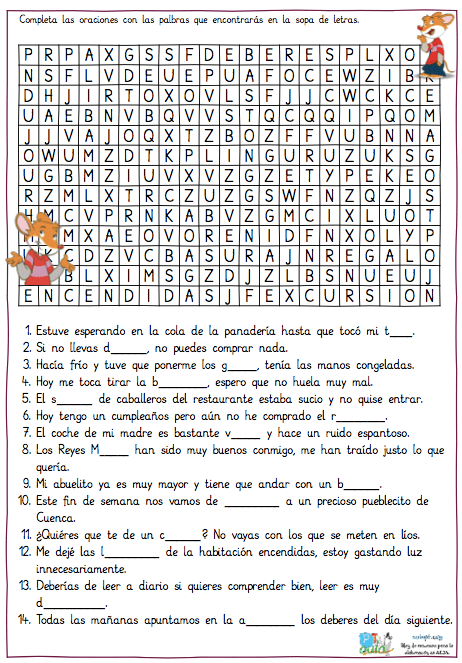 Completa las oraciones con las palbras que encontrarás en la sopa de letras.
P R P A X G S S F D E B E R E S P L X O
N S F L V D E U E P U A F O C E W Z I B
D H J I R T O X O V L S F J J C W C K C E
U A E B N V B Q V V S T Q C Q Q I P Q O M
J J V A J O Q X T Z B O Z F F V U B N N A
O W U M Z D T K P L I N G U R U Z U K S G
U G B M Z I U V X V Z G Z E T Y P E K E O
R Z M L X T R C Z U Z G S W F N Z Q Z J S
M C V P R N K A B V Z G M C I X L U O T
M X A E O V O R E N I D F N X O L Y P
C D Z V C B A S U R A J N R E G A L O
B L X I M S G Z D J Z L B S N U E U J
E N C E N D I D A S J F E X C U R S I O N
1. Estuve esperando en la cola de la panadería hasta que tocó mi t____.
2. Si no llevas d______, no puedes comprar nada.
3. Hacía frío y tuve que ponerme los g_____, tenía las manos congeladas.
4. Hoy me toca tirar la b________, espero que no huela muy mal.
5. El s______ de caballeros del restaurante estaba sucio y no quise entrar.
6. Hoy tengo un cumpleaños pero aún no he comprado el r________.
7. El coche de mi madre es bastante v_____ y hace un ruido espantoso.
8. Los Reyes M_____ han sido muy buenos conmigo, me han traído justo lo que
quería.
9. Mi abuelito ya es muy mayor y tiene que andar con un b______.
10. Este fin de semana nos vamos de _________ a un precioso pueblecito de
Cuenca.
11. ¿Quiéres que te de un c______? No vayas con los que se meten en líos.
12. Me dejé las l_________ de la habitación encendidas, estoy gastando luz
innecesariamente.
13. Deberías de leer a diario si quieres comprender bien, leer es muy
d__________.
14. Todas las mañanas apuntamos en la a________ los deberes del día siguiente.